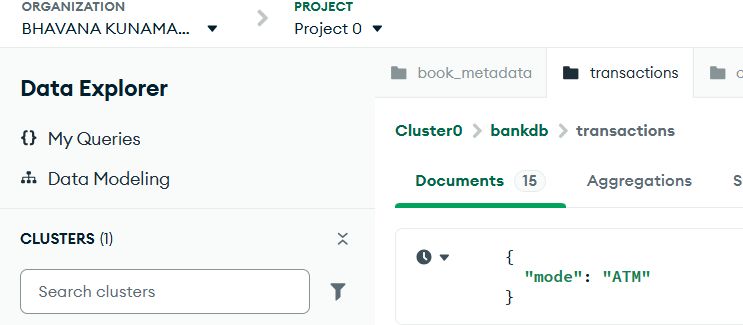 ORGANIZATION
BHAVANA KUNAMA...
PROJECT
Project 0
Data Explorer
{} My Queries
Data Modeling
CLUSTERS (1)
Search clusters
book_metadata
transactions
Cluster0 > bankdb > transactions
Documents 15 Aggregations S
{
"mode": "ATM"
}